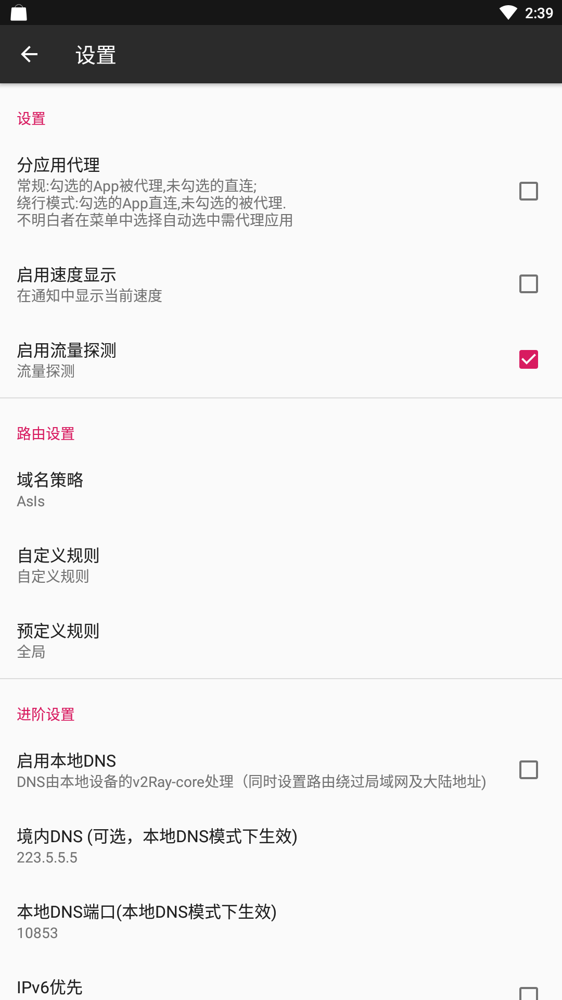 2:39
设置
设置
分应用代理
常规:勾选的App被代理,未勾选的直连;
绕行模式:勾选的App直连,未勾选的被代理.
不明白者在菜单中选择自动选中需代理应用
启用速度显示
在通知中显示当前速度
启用流量探测
流量探测
路由设置
域名策略
AsIs
自定义规则
自定义规则
预定义规则
全局
进阶设置
启用本地DNS
DNS由本地设备的v2Ray-core处理（同时设置路由绕过局域网及大陆地址)
境内DNS (可选，本地DNS模式下生效)
223.5.5.5
本地DNS端口(本地DNS模式下生效)
10853
IPv6优先